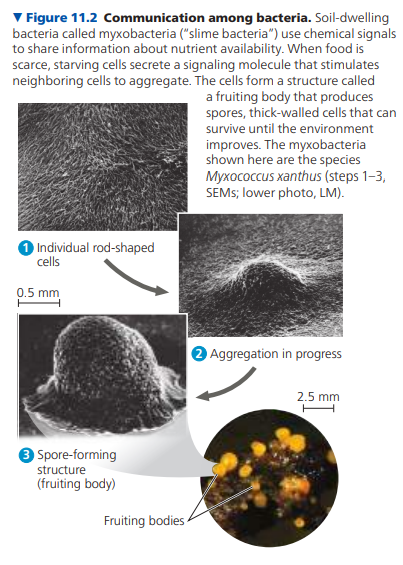 ▼ Figure 11.2 Communication among bacteria. Soil-dwelling
bacteria called myxobacteria (“slime bacteria”) use chemical signals
to share information about nutrient availability. When food is
scarce, starving cells secrete a signaling molecule that stimulates
neighboring cells to aggregate. The cells form a structure called
a fruiting body that produces
spores, thick-walled cells that can
survive until the environment
improves. The myxobacteria
shown here are the species
Myxococcus xanthus (steps 1–3,
SEMs; lower photo, LM).
1 Individual rod-shaped
cells
0.5 mm
2 Aggregation in progress
2.5 mm
3 Spore-forming
structure
(fruiting body)
Fruiting bodies